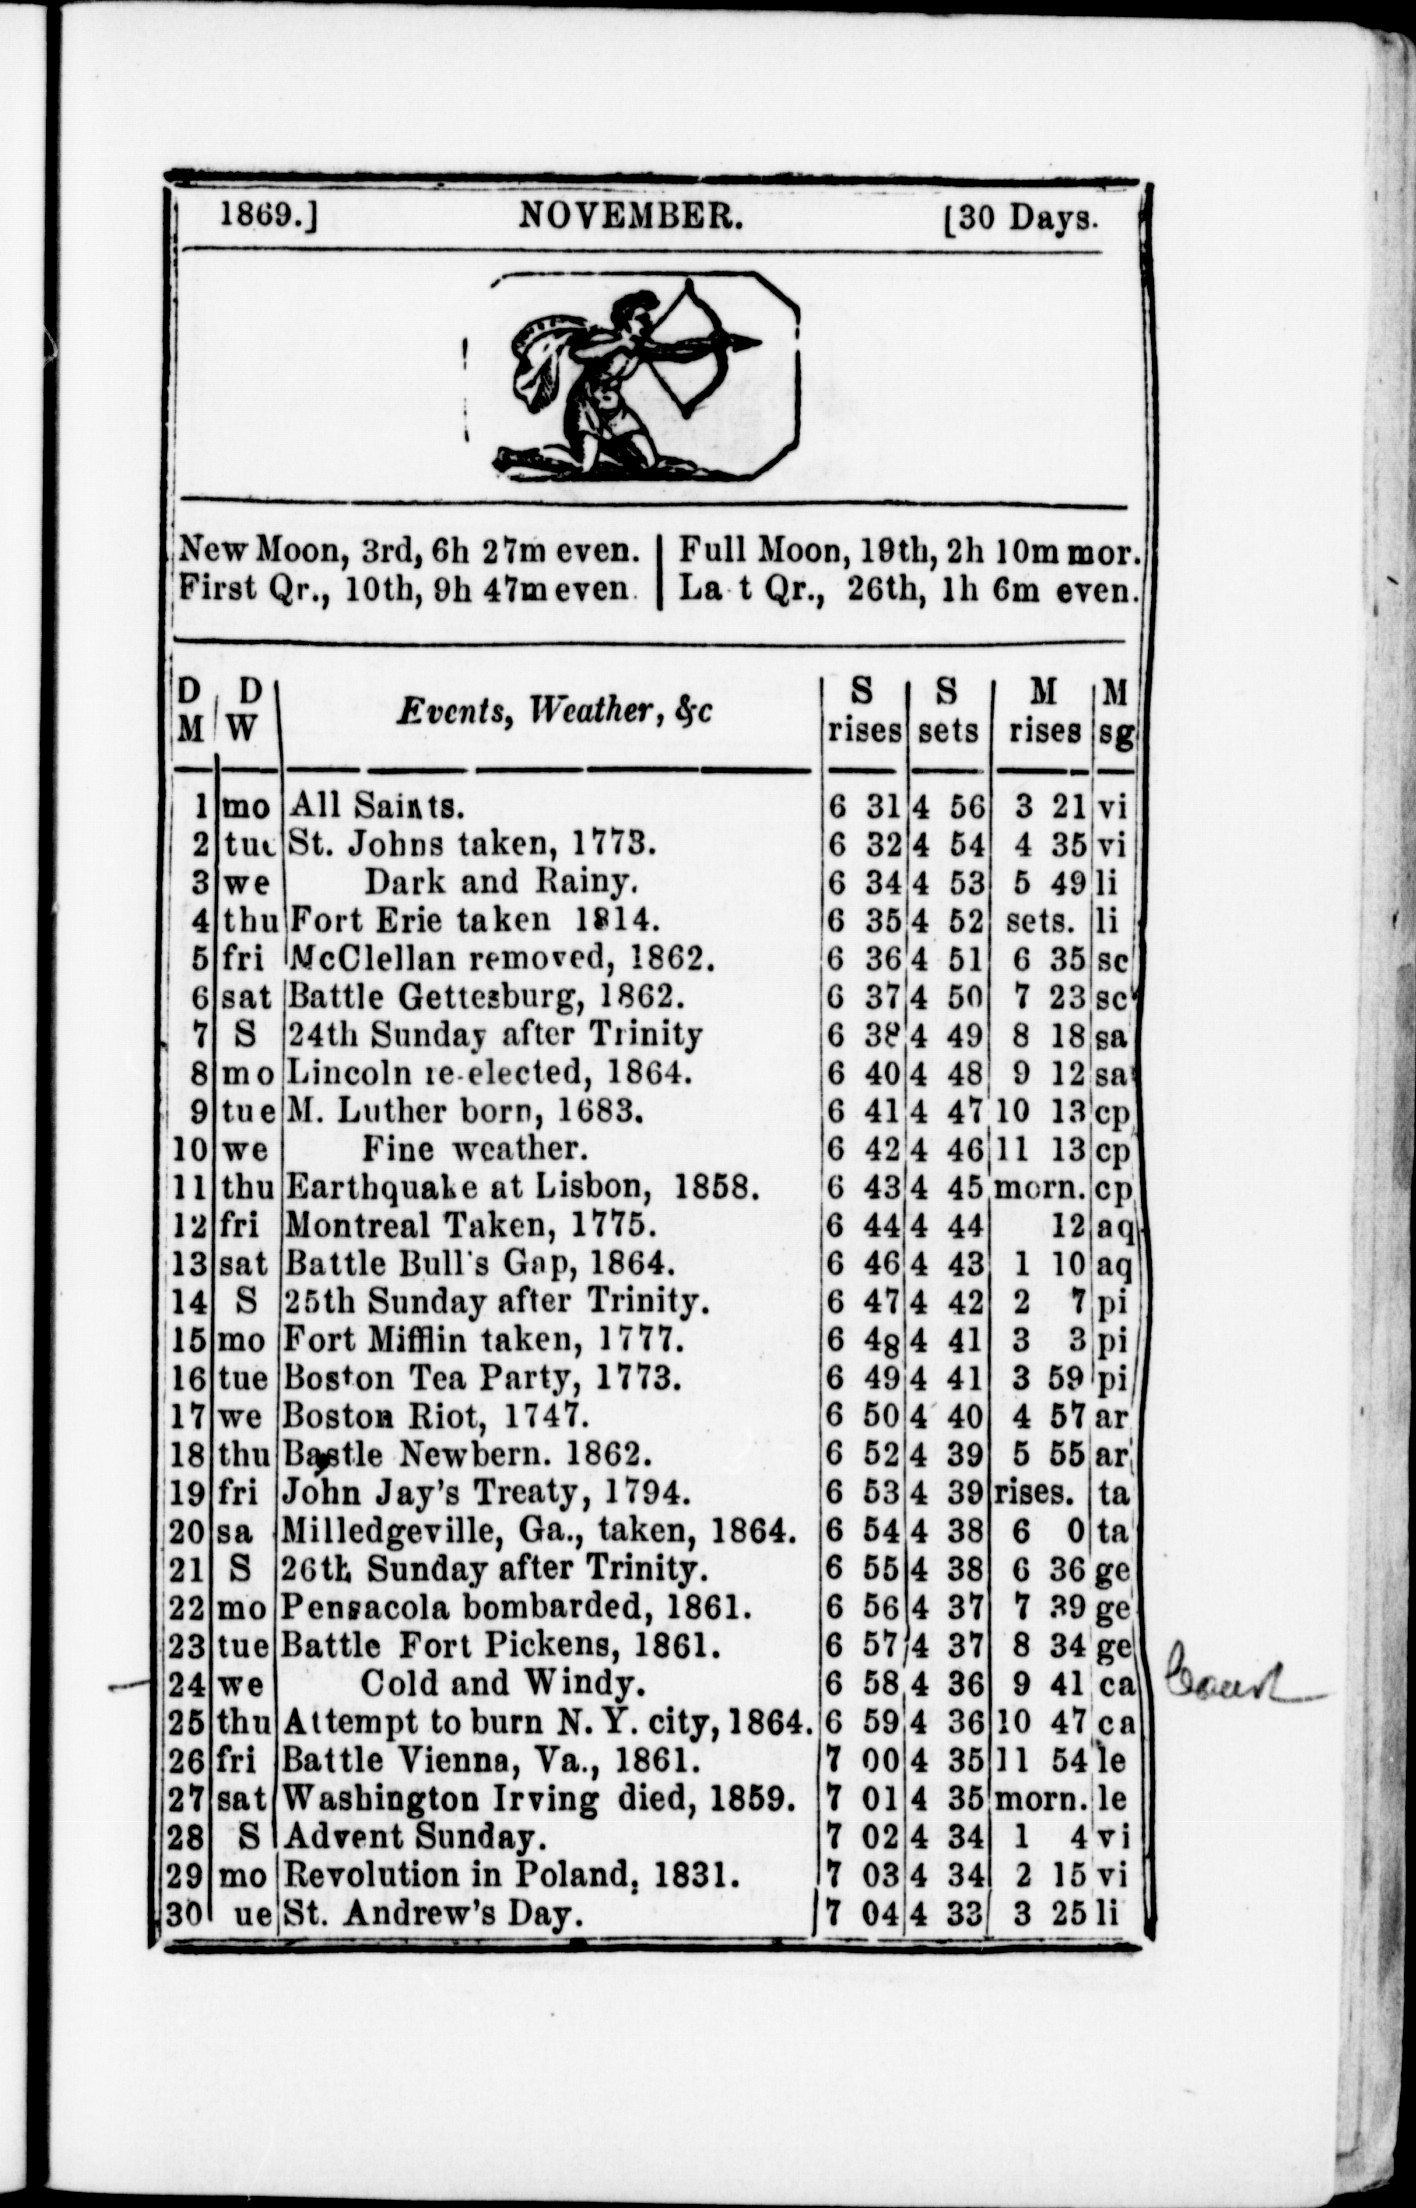 1869.] NOVEMBER. [30 Days.
New Moon, 3rd, 6h 27m even. | Full Moon, 19th, 2h 10m mor.
First Qr., 10th, 9h 47m even. | La t Qr., 26th, 1h 6m even.
D M D W Events, Weather, &c S rises S sets M rises M sg
1 mo All Saints. 6 31 4 56 3 21 vi
2 tue St. Johns taken, 1773. 6 32 4 54 4 35 vi
3 we Dark and Rainy. 6 34 4 53 5 49 li
4 thu Fort Erie taken 1814. 6 35 4 52 sets. li
5 fri McClellan removed, 1862. 6 36 4 51 6 35 sc
6 sat Battle Gettesburg, 1862. 6 37 4 50 7 23 sc
7 S 24th Sunday after Trinity 6 38 4 49 8 18 sa
8 mo Lincoln re-elected, 1864. 6 40 4 48 9 12 sa
9 tue M. Luther born, 1683. 6 41 4 47 10 13 cp
10 we Fine weather. 6 42 4 46 11 13 cp
11 thu Earthquake at Lisbon, 1858. 6 43 4 45 morn. cp
12 fri Montreal Taken, 1775. 6 44 4 44 12 aq
13 sat Battle Bull's Gap, 1864. 6 46 4 43 1 10 aq
14 S 25th Sunday after Trinity. 6 47 4 42 2 7 pi
15 mo Fort Mifflin taken, 1777. 6 48 4 41 3 3 pi
16 tue Boston Tea Party, 1773. 6 49 4 41 3 59 pi
17 we Boston Riot, 1747. 6 50 4 40 4 57 ar
18 thu Bastle Newbern. 1862. 6 52 4 39 5 55 ar
19 fri John Jay's Treaty, 1794. 6 53 4 39 rises. ta
20 sa Milledgeville, Ga., taken, 1864. 6 54 4 38 6 0 ta
21 S 26th Sunday after Trinity. 6 55 4 38 6 36 ge
22 mo Pensacola bombarded, 1861. 6 56 4 37 7 39 ge
23 tue Battle Fort Pickens, 1861. 6 57 4 37 8 34 ge
24 we Cold and Windy. 6 58 4 36 9 41 ca Court
25 thu Attempt to burn N. Y. city, 1864. 6 59 4 36 10 47 ca
26 fri Battle Vienna, Va., 1861. 7 00 4 35 11 54 le
27 sat Washington Irving died, 1859. 7 01 4 35 morn. le
28 S Advent Sunday. 7 02 4 34 1 4 vi
29 mo Revolution in Poland, 1831. 7 03 4 34 2 15 vi
30 ue St. Andrew's Day. 7 04 4 33 3 25 li